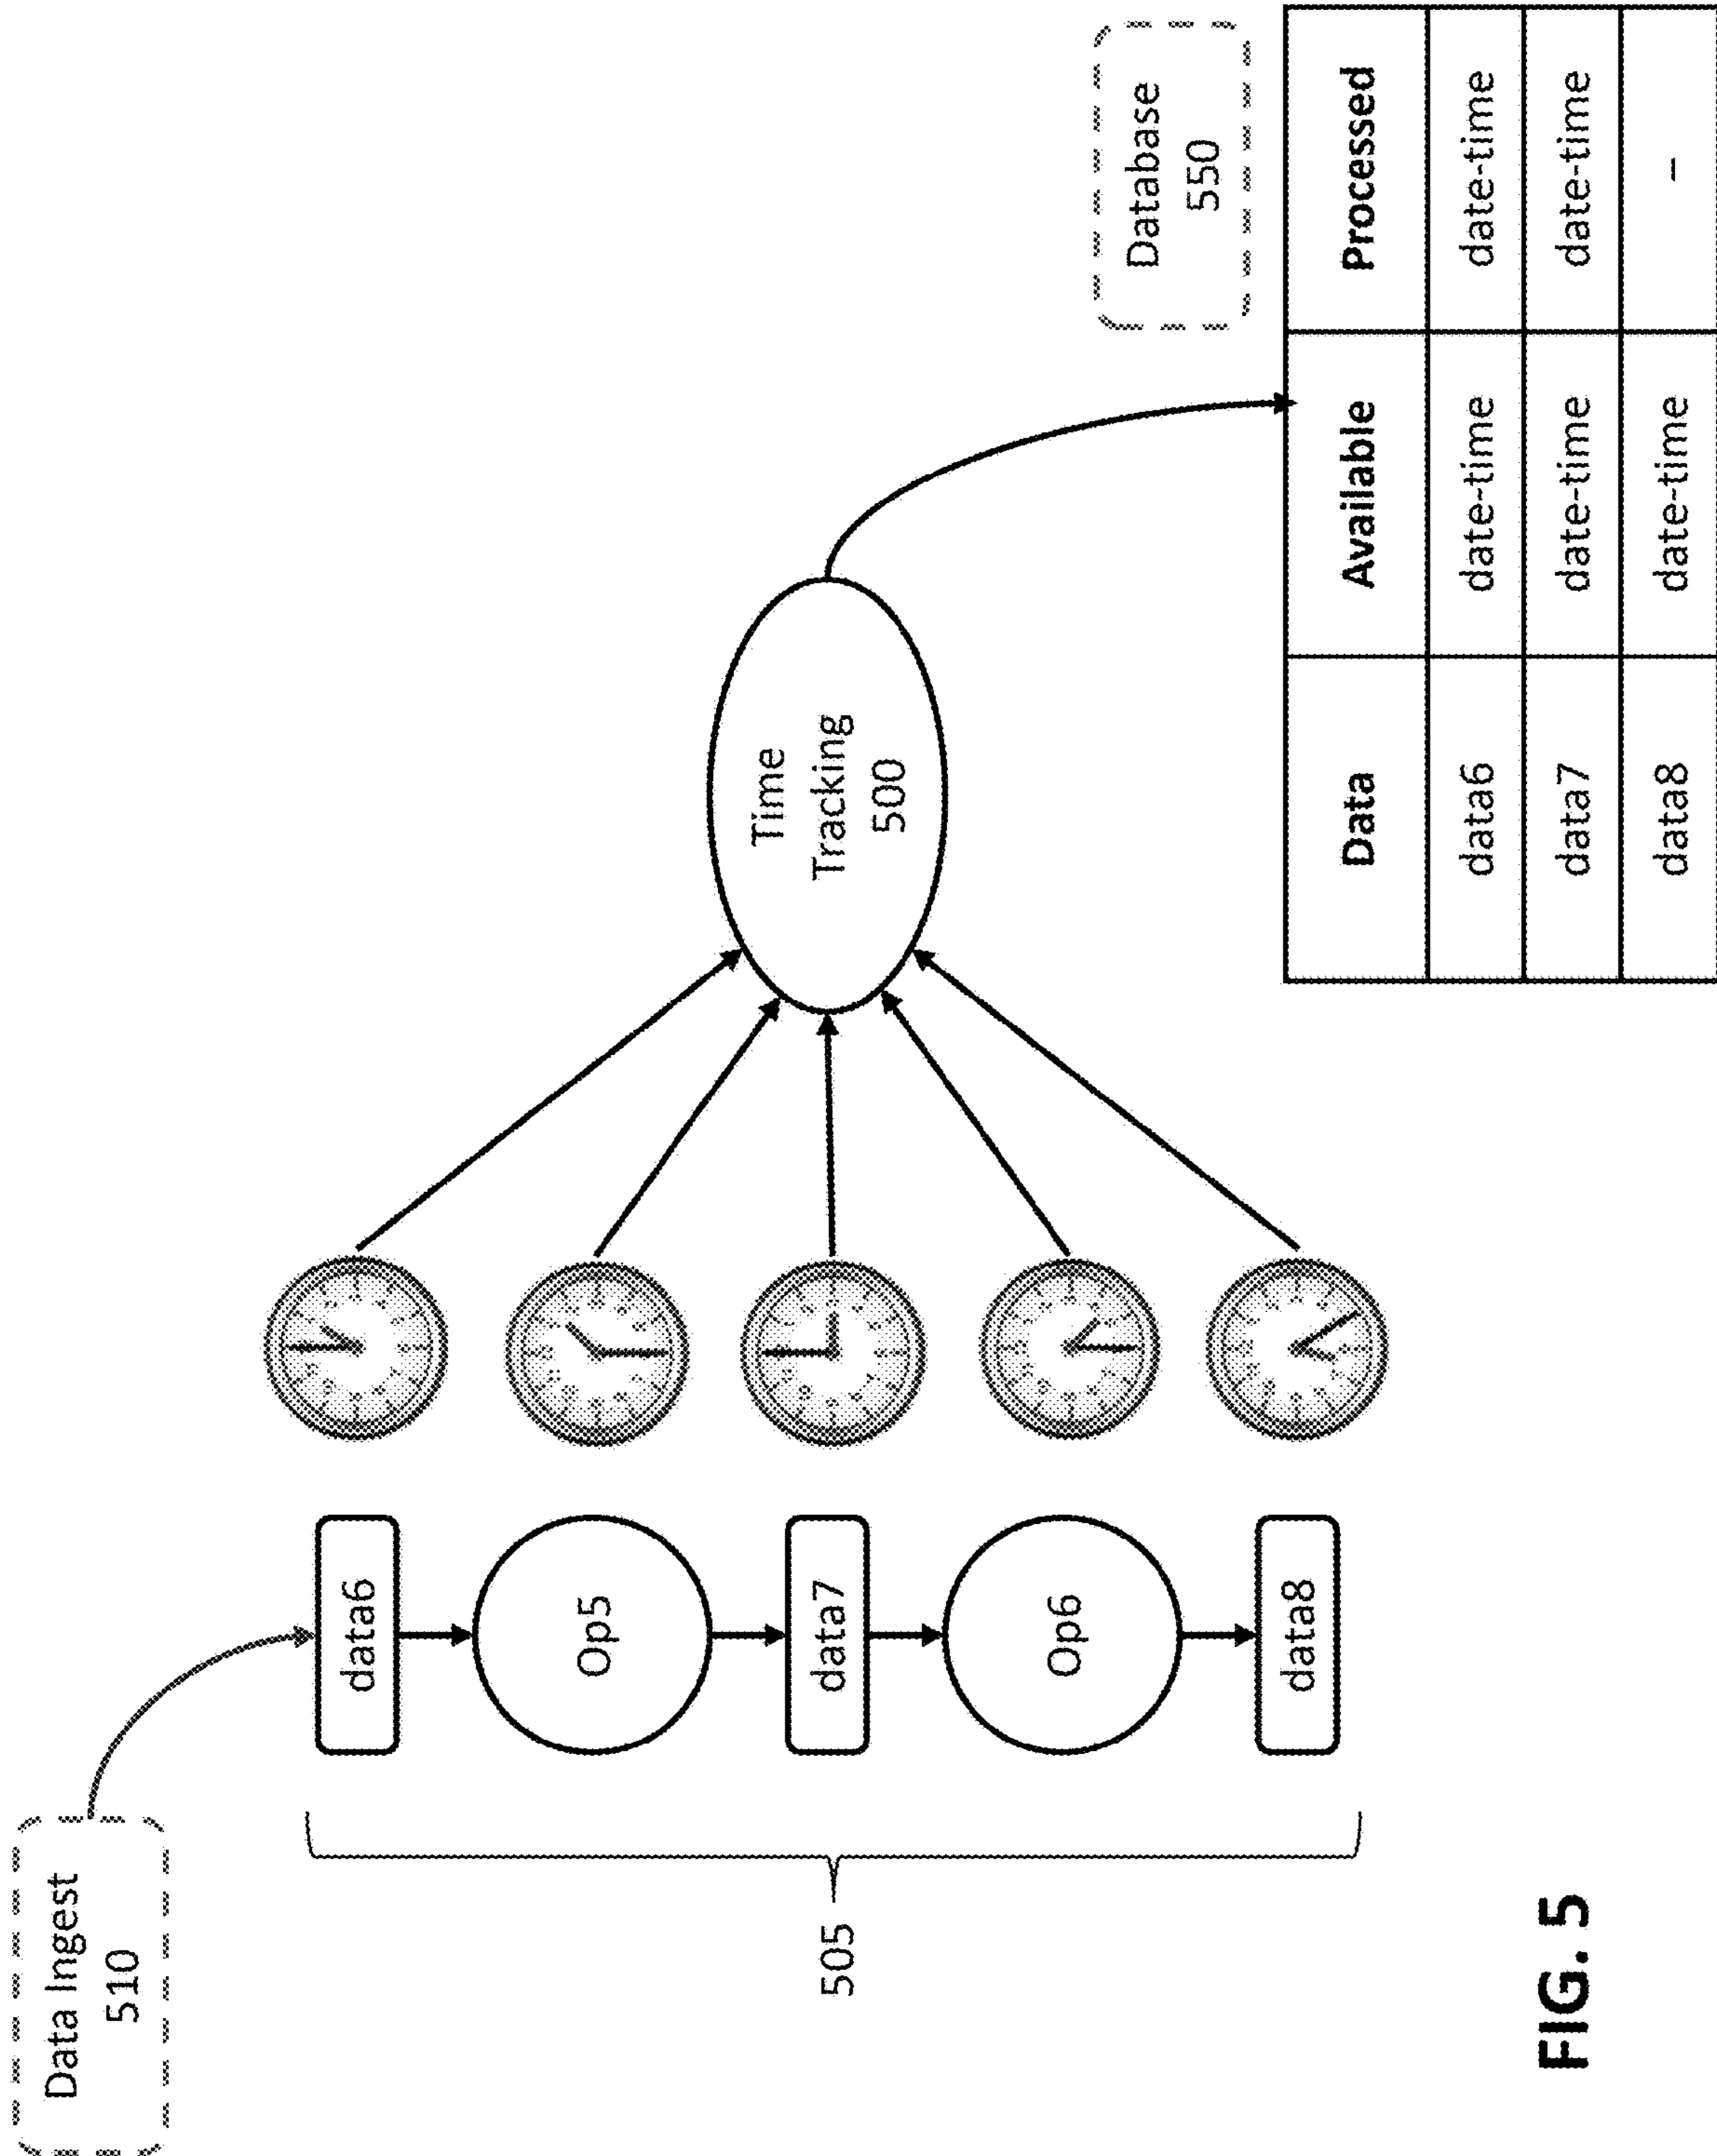 Data Ingest
510
505
data6
Op5
data7
Op6
data8
Time
Tracking
500
Database
550
Data Available Processed
data6 date-time date-time
data7 date-time date-time
data8 date-time –
FIG. 5